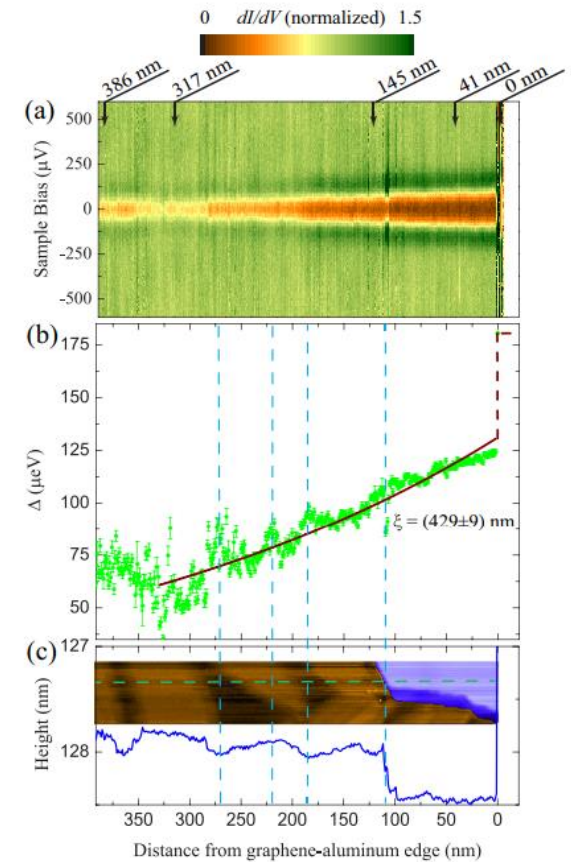 0 dI/dV (normalized) 1.5
386 nm 317 nm 145 nm 41 nm 0 nm
(a)
Sample Bias (µV)
500
250
0
-250
-500
(b)
Δ (µeV)
175
150
125
100
75
50
ξ = (429±9) nm
(c)
Height (nm)
127
128
350 300 250 200 150 100 50 0
Distance from graphene-aluminum edge (nm)